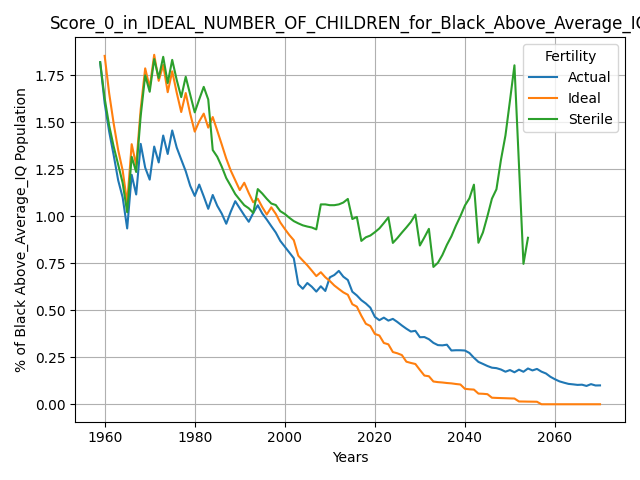 Score_0_in_IDEAL_NUMBER_OF_CHILDREN_for_Black_Above_Average_IQ
Fertility
Actual
Ideal
Sterile
% of Black Above_Average_IQ Population
1.75
1.50
1.25
1.00
0.75
0.50
0.25
0.00
1960 1980 2000 2020 2040 2060
Years